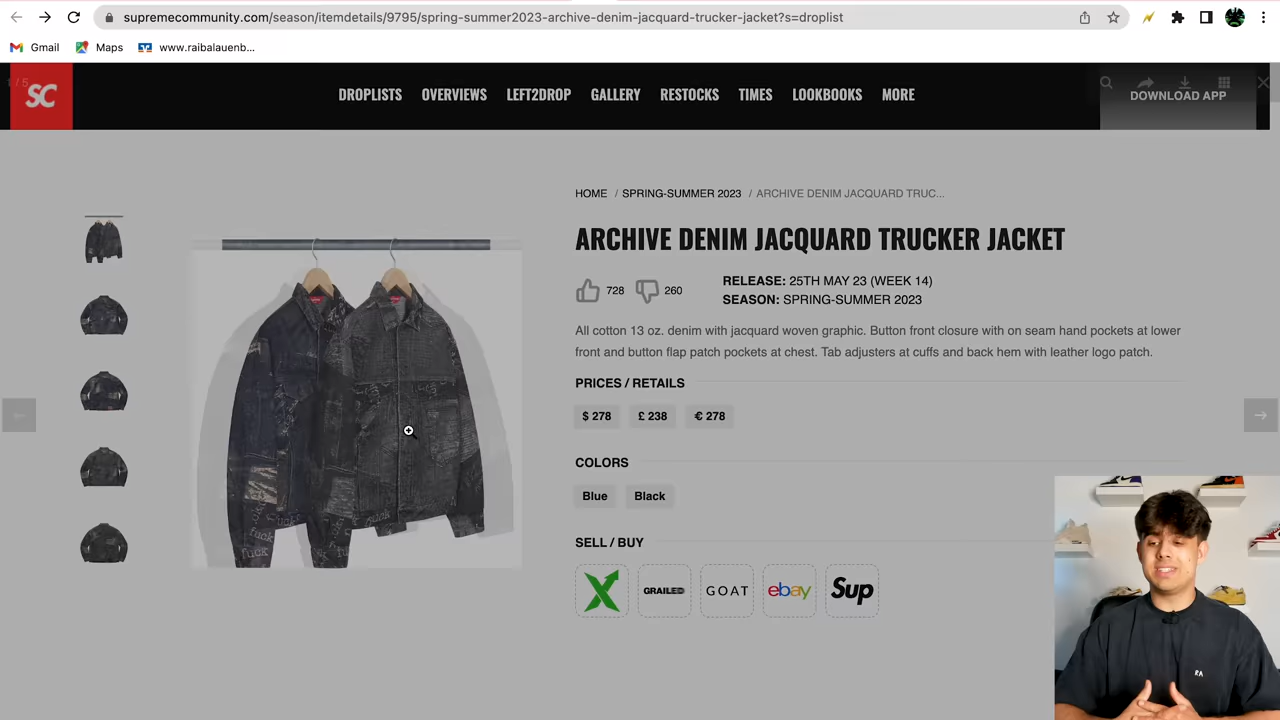 supremecommunity.com/season/itemdetails/9795/spring-summer2023-archive-denim-jacquard-trucker-jacket?s=droplist
Gmail
Maps
www.raibalauenb...
1 / 5
SC
DROPLISTS
OVERVIEWS
LEFT2DROP
GALLERY
RESTOCKS
TIMES
LOOKBOOKS
MORE
DOWNLOAD APP
HOME / SPRING-SUMMER 2023 / ARCHIVE DENIM JACQUARD TRUC...
ARCHIVE DENIM JACQUARD TRUCKER JACKET
728
260
RELEASE: 25TH MAY 23 (WEEK 14)
SEASON: SPRING-SUMMER 2023
All cotton 13 oz. denim with jacquard woven graphic. Button front closure with on seam hand pockets at lower
front and button flap patch pockets at chest. Tab adjusters at cuffs and back hem with leather logo patch.
PRICES / RETAILS
$ 278
£ 238
€ 278
COLORS
Blue
Black
SELL / BUY
GRAILED
GOAT
ebay
Sup
fuck
RA